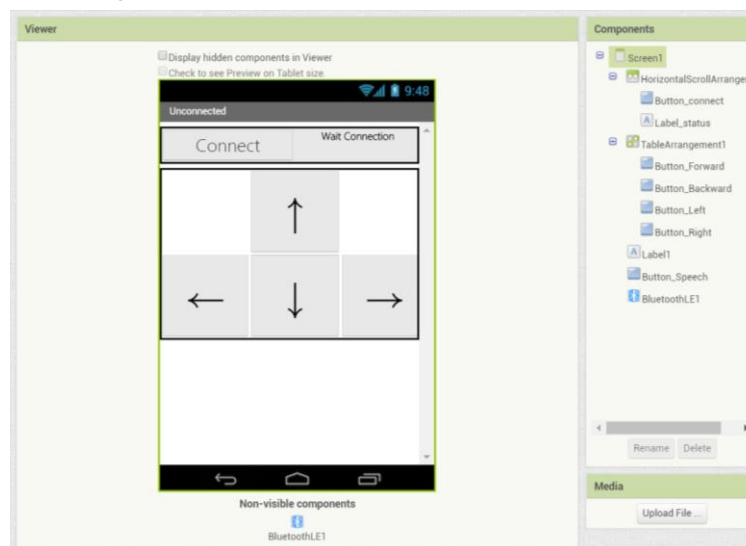 Viewer
Display hidden components in Viewer
Check to see Preview on Tablet size.
9:48
Unconnected
Connect
Wait Connection
↑
← ↓ →
Non-visible components
BluetoothLE1
Components
Screen1
HorizontalScrollArrange
Button_connect
Label_status
TableArrangement1
Button_Forward
Button_Backward
Button_Left
Button_Right
Label1
Button_Speech
BluetoothLE1
Rename Delete
Media
Upload File ...